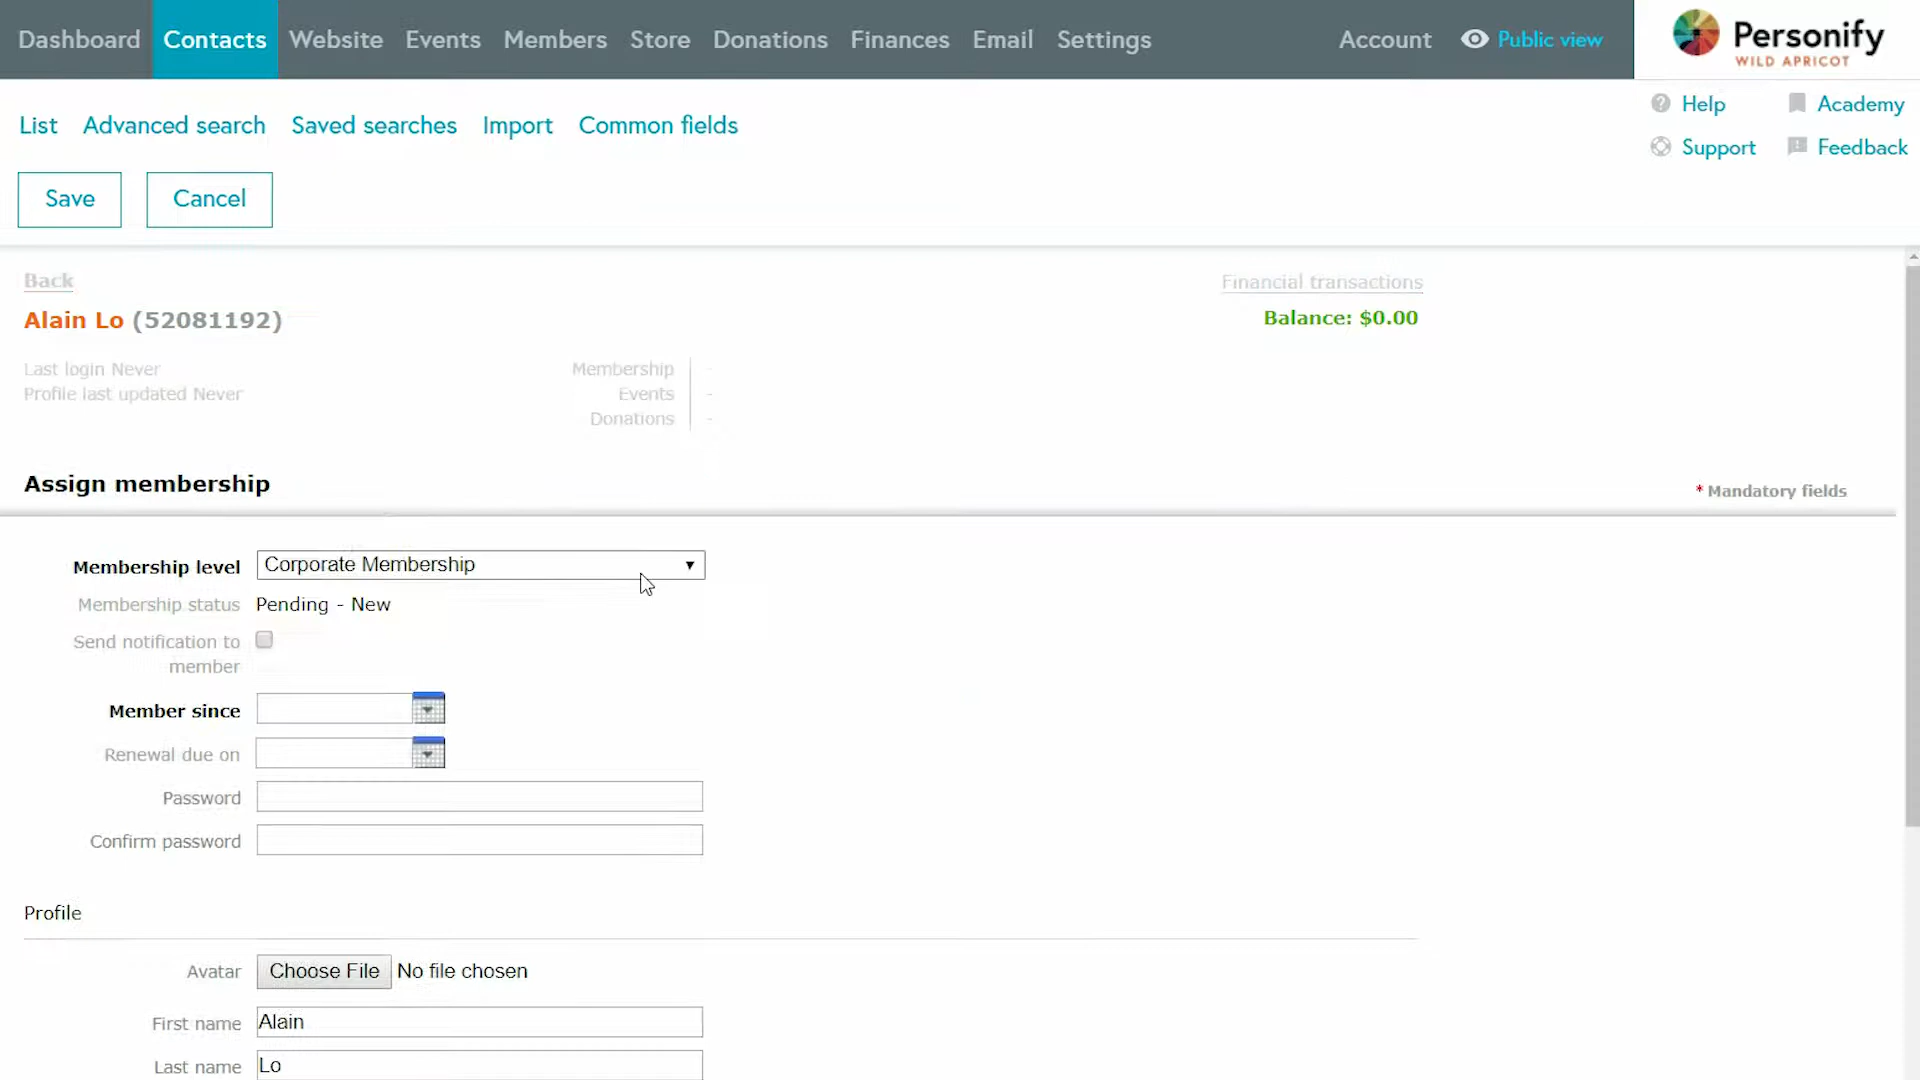 Dashboard Contacts Website Events Members Store Donations Finances Email Settings Account Public view Personify
WILD APRICOT
List Advanced search Saved searches Import Common fields
Help Academy
Support Feedback
Save Cancel
Back Financial transactions
Alain Lo (52081192) Balance: $0.00
Last login Never Membership -
Profile last updated Never Events -
Donations -
Assign membership * Mandatory fields
Membership level Corporate Membership
Membership status Pending - New
Send notification to
member
Member since
Renewal due on
Password
Confirm password
Profile
Avatar Choose File No file chosen
First name Alain
Last name Lo